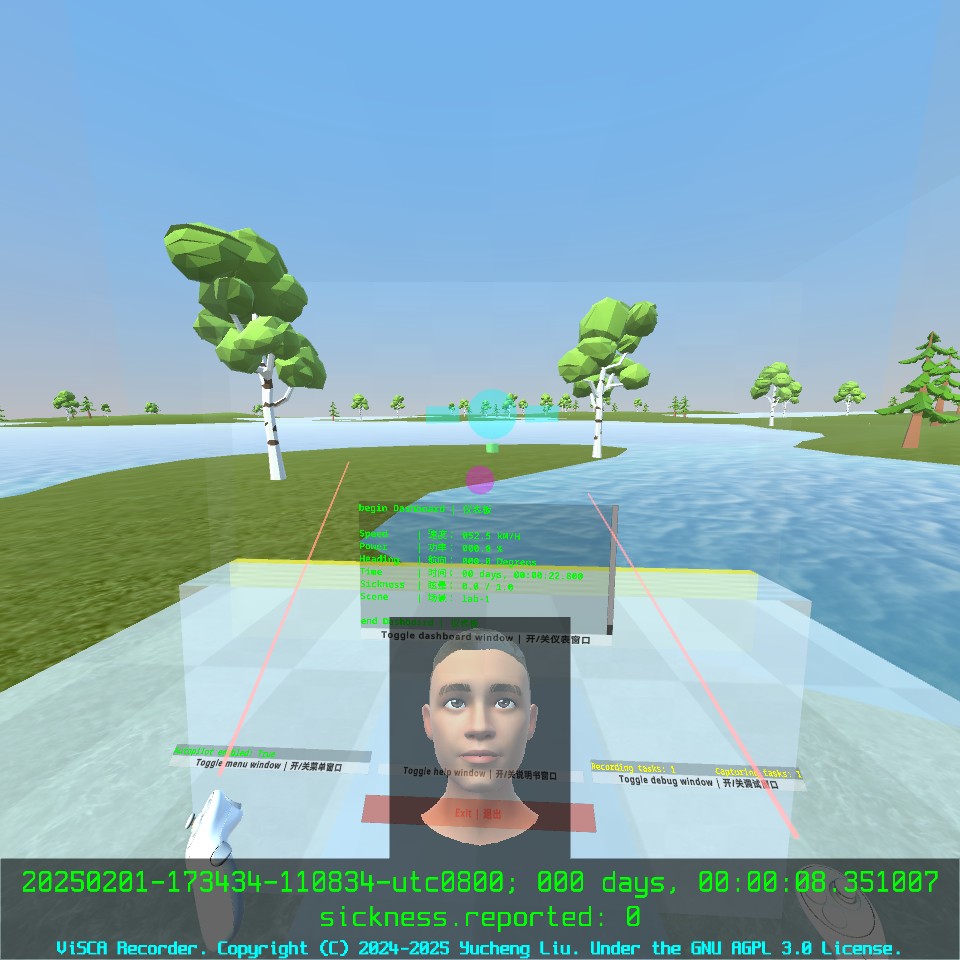 begin Dashboard | 仪表板
Speed | 速度: 052.5 KM/H
Power | 功率: 000.0 %
Heading | 航向: 000.0 Degrees
Time | 时间: 00 days, 00:00:22.600
Sickness | 眩晕: 0.0 / 1.0
Scene | 场景: lab-1
end Dashboard
Toggle dashboard window | 开/关仪表窗口
Autopilot enabled: True
Toggle menu window | 开/关菜单窗口
Toggle help window | 开/关说明书窗口
Recording tasks: 1 Capturing tasks: 1
Toggle debug window | 开/关调试窗口
Exit | 退出
20250201-173434-110834-utc0800; 000 days, 00:00:08.351007
sickness.reported: 0
ViSCA Recorder. Copyright (C) 2024-2025 Yucheng Liu. Under the GNU AGPL 3.0 License.